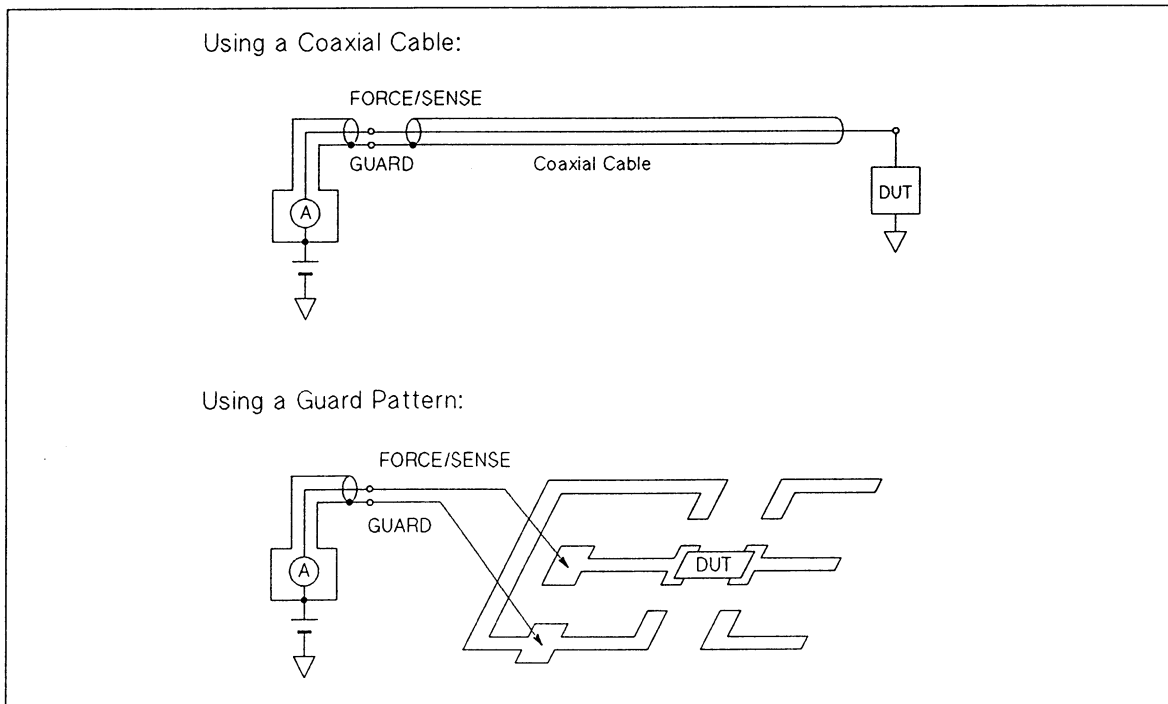 Using a Coaxial Cable:
FORCE/SENSE
GUARD
Coaxial Cable
A
DUT
Using a Guard Pattern:
FORCE/SENSE
GUARD
A
DUT